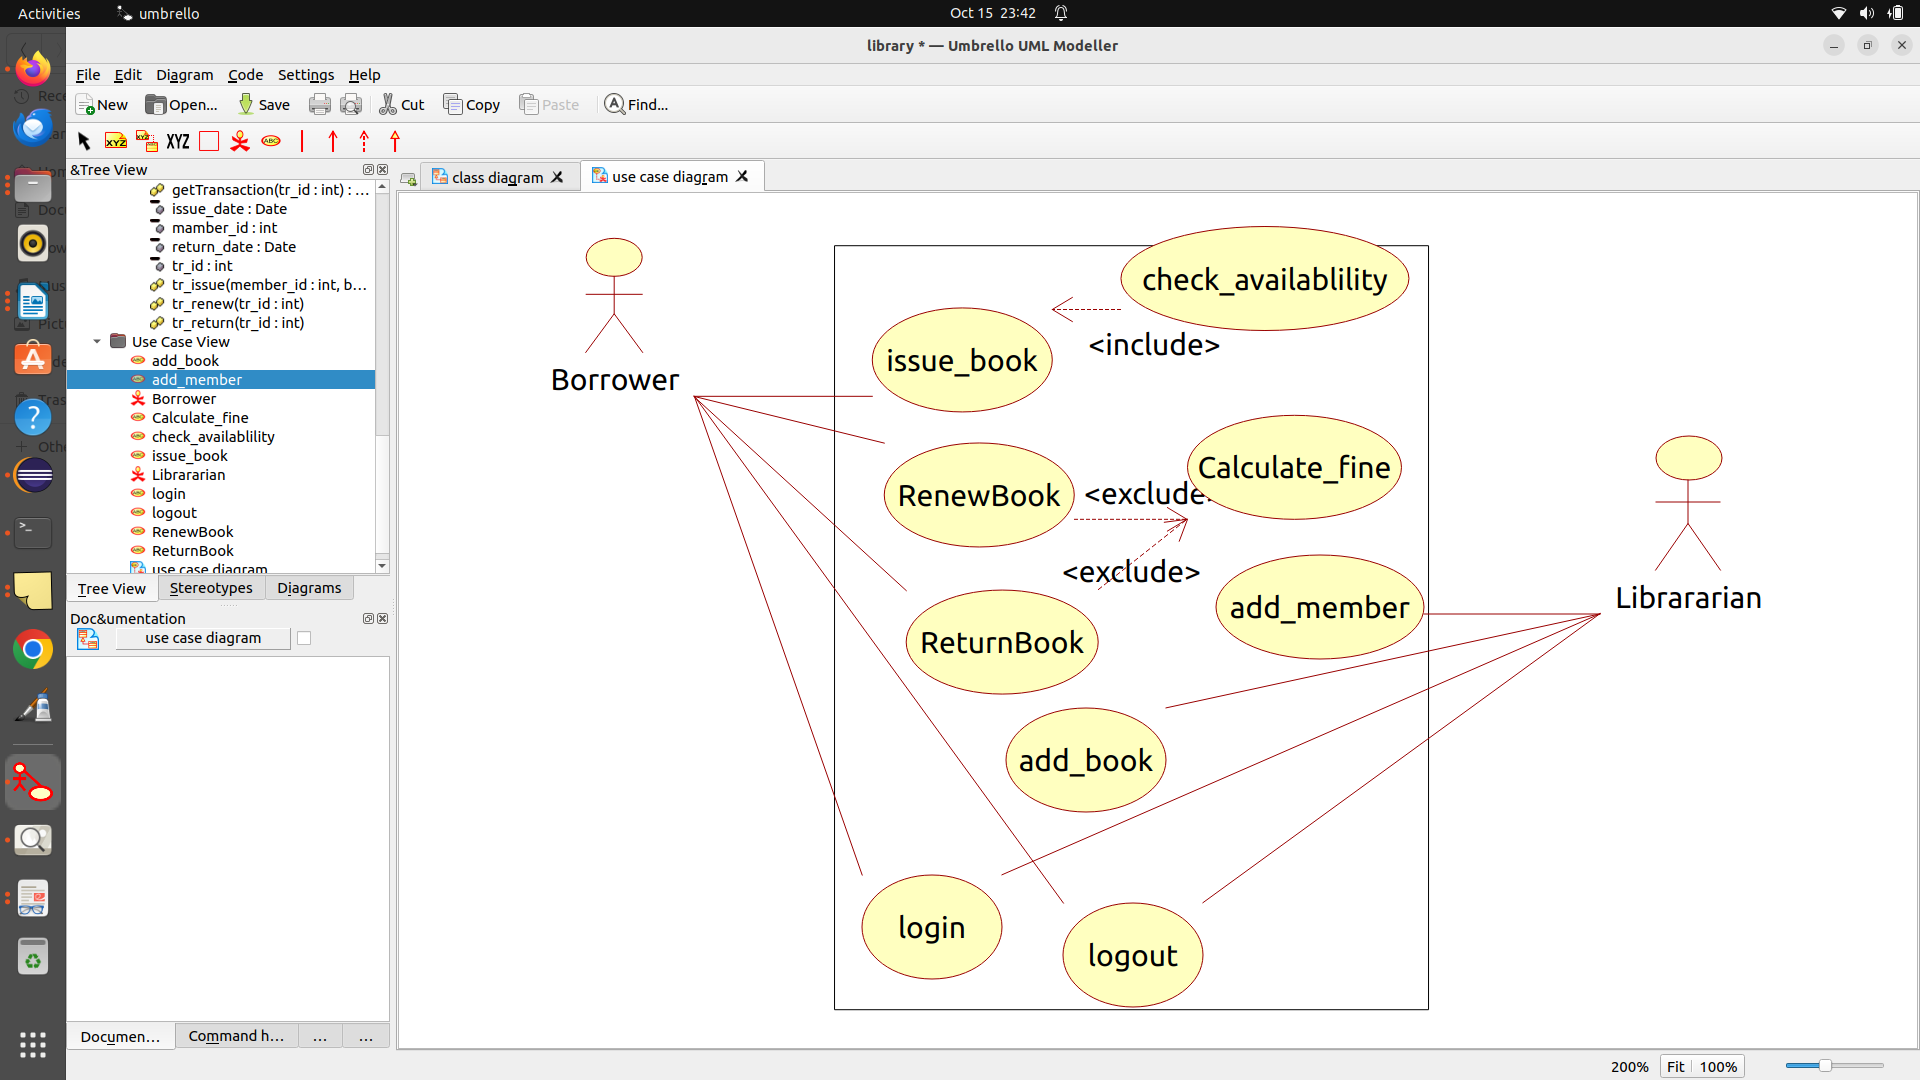 Activities
umbrello
Oct 15 23:42
library * — Umbrello UML Modeller
File Edit Diagram Code Settings Help
New Open... Save Cut Copy Paste Find...
XYZ XYZ XYZ ABC
&Tree View
class diagram
use case diagram
getTransaction(tr_id : int) : ...
issue_date : Date
mamber_id : int
return_date : Date
tr_id : int
tr_issue(member_id : int, b...
tr_renew(tr_id : int)
tr_return(tr_id : int)
Use Case View
add_book
add_member
Borrower
Calculate_fine
check_availablility
issue_book
Librararian
login
logout
RenewBook
ReturnBook
use case diagram
Tree View Stereotypes Diagrams
Doc&umentation
use case diagram
Documen... Command h... ... ...
Borrower
check_availablility
<include>
issue_book
Calculate_fine
RenewBook
<exclude>
<exclude>
add_member
Librararian
ReturnBook
add_book
login
logout
200% Fit 100%